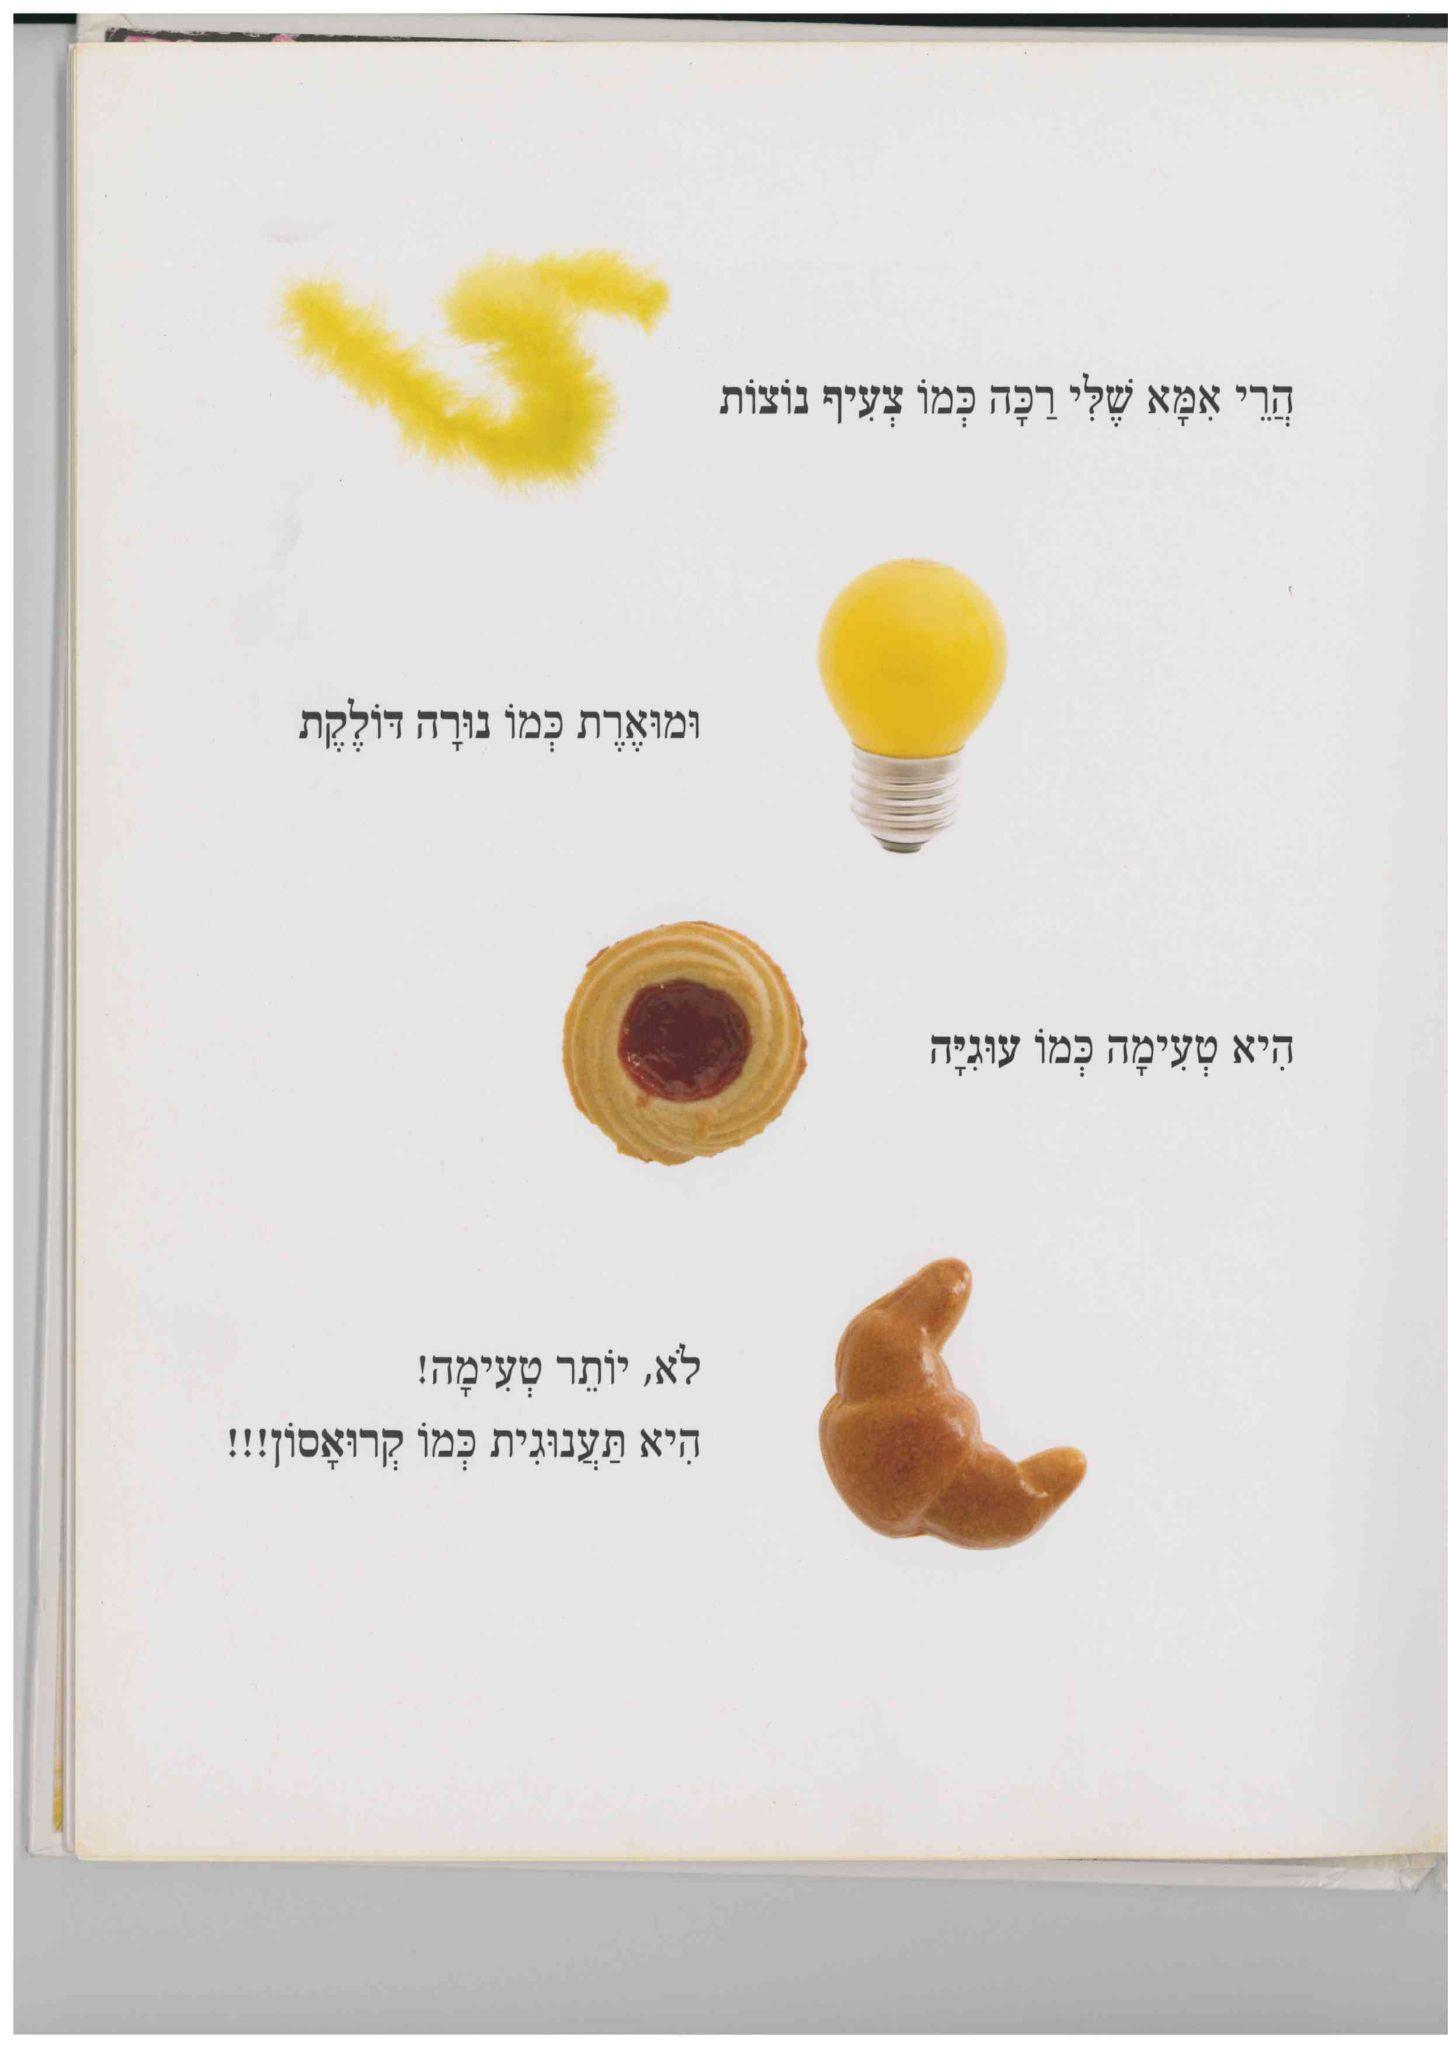 הֲרֵי אִמָּא שֶׁלִּי רַכָּה כְּמוֹ צְעִיף נוֹצוֹת
וּמוּאֶרֶת כְּמוֹ נוּרָה דּוֹלֶקֶת
הִיא טְעִימָה כְּמוֹ עוּגִיָּה
לֹא, יוֹתֵר טְעִימָה!
הִיא תַּעֲנוּגִית כְּמוֹ קְרוּאָסוֹן!!!